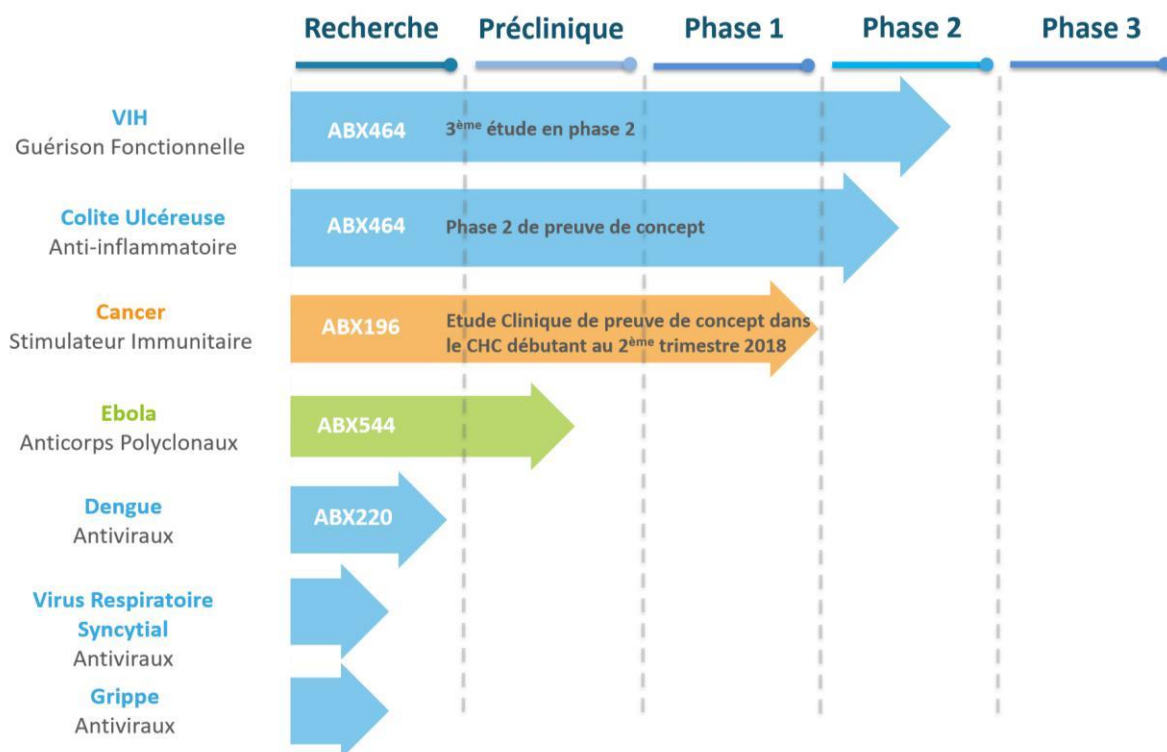 Recherche Préclinique Phase 1 Phase 2 Phase 3
VIH
Guérison Fonctionnelle
ABX464
3ème étude en phase 2
Colite Ulcéreuse
Anti-inflammatoire
ABX464
Phase 2 de preuve de concept
Cancer
Stimulateur Immunitaire
ABX196
Etude Clinique de preuve de concept dans
le CHC débutant au 2ème trimestre 2018
Ebola
Anticorps Polyclonaux
ABX544
Dengue
Antiviraux
ABX220
Virus Respiratoire
Syncytial
Antiviraux
Grippe
Antiviraux